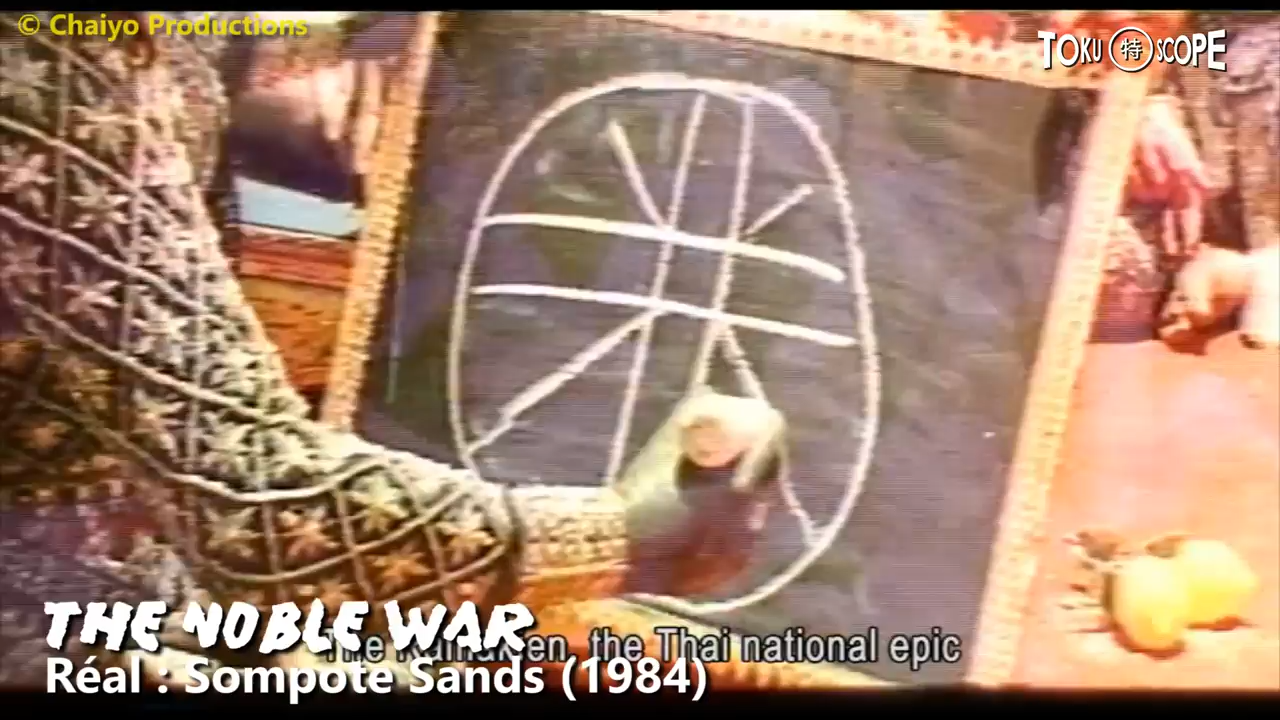 © Chaiyo Productions
TOKU 特 SCOPE
THE NOBLE WAR
the Thai national epic
Réal : Sompote Sands (1984)